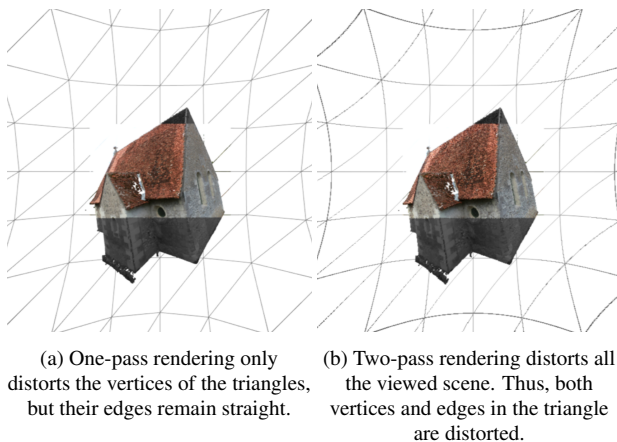 (a) One-pass rendering only
distorts the vertices of the triangles,
but their edges remain straight.
(b) Two-pass rendering distorts all
the viewed scene. Thus, both
vertices and edges in the triangle
are distorted.